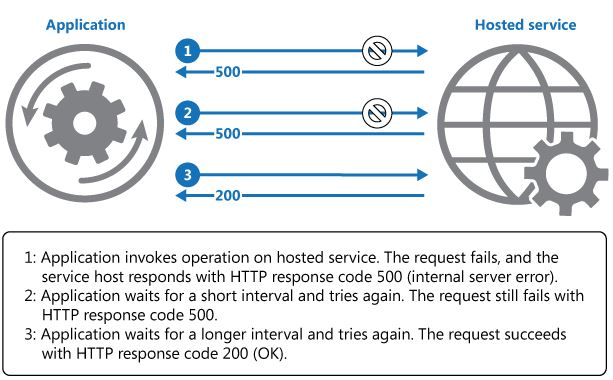 Application
Hosted service
1
500
2
500
3
200
1: Application invokes operation on hosted service. The request fails, and the
service host responds with HTTP response code 500 (internal server error).
2: Application waits for a short interval and tries again. The request still fails with
HTTP response code 500.
3: Application waits for a longer interval and tries again. The request succeeds
with HTTP response code 200 (OK).